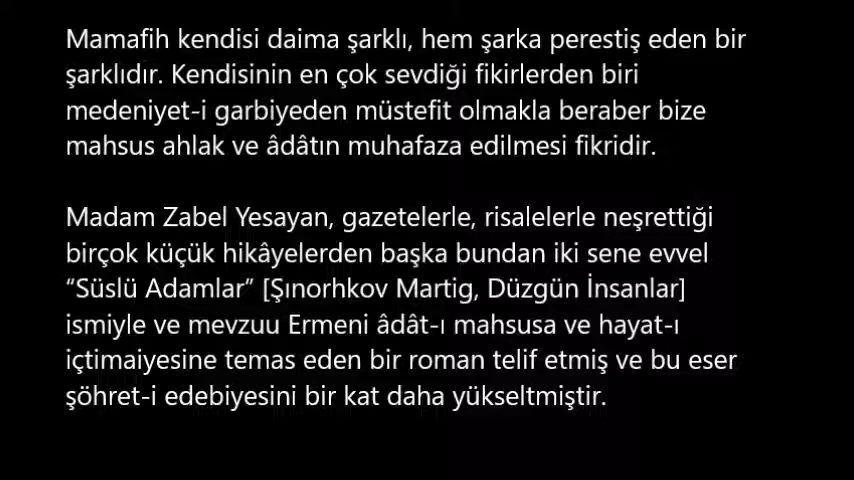 Mamafih kendisi daima şarklı, hem şarka perestiş eden bir
şarklıdır. Kendisinin en çok sevdiği fikirlerden biri
medeniyet-i garbiyeden müstefit olmakla beraber bize
mahsus ahlak ve âdâtın muhafaza edilmesi fikridir.
Madam Zabel Yesayan, gazetelerle, risalelerle neşrettiği
birçok küçük hikâyelerden başka bundan iki sene evvel
“Süslü Adamlar” [Şınorhkov Martig, Düzgün İnsanlar]
ismiyle ve mevzuu Ermeni âdât-ı mahsusa ve hayat-ı
içtimaiyesine temas eden bir roman telif etmiş ve bu eser
şöhret-i edebiyesini bir kat daha yükseltmiştir.